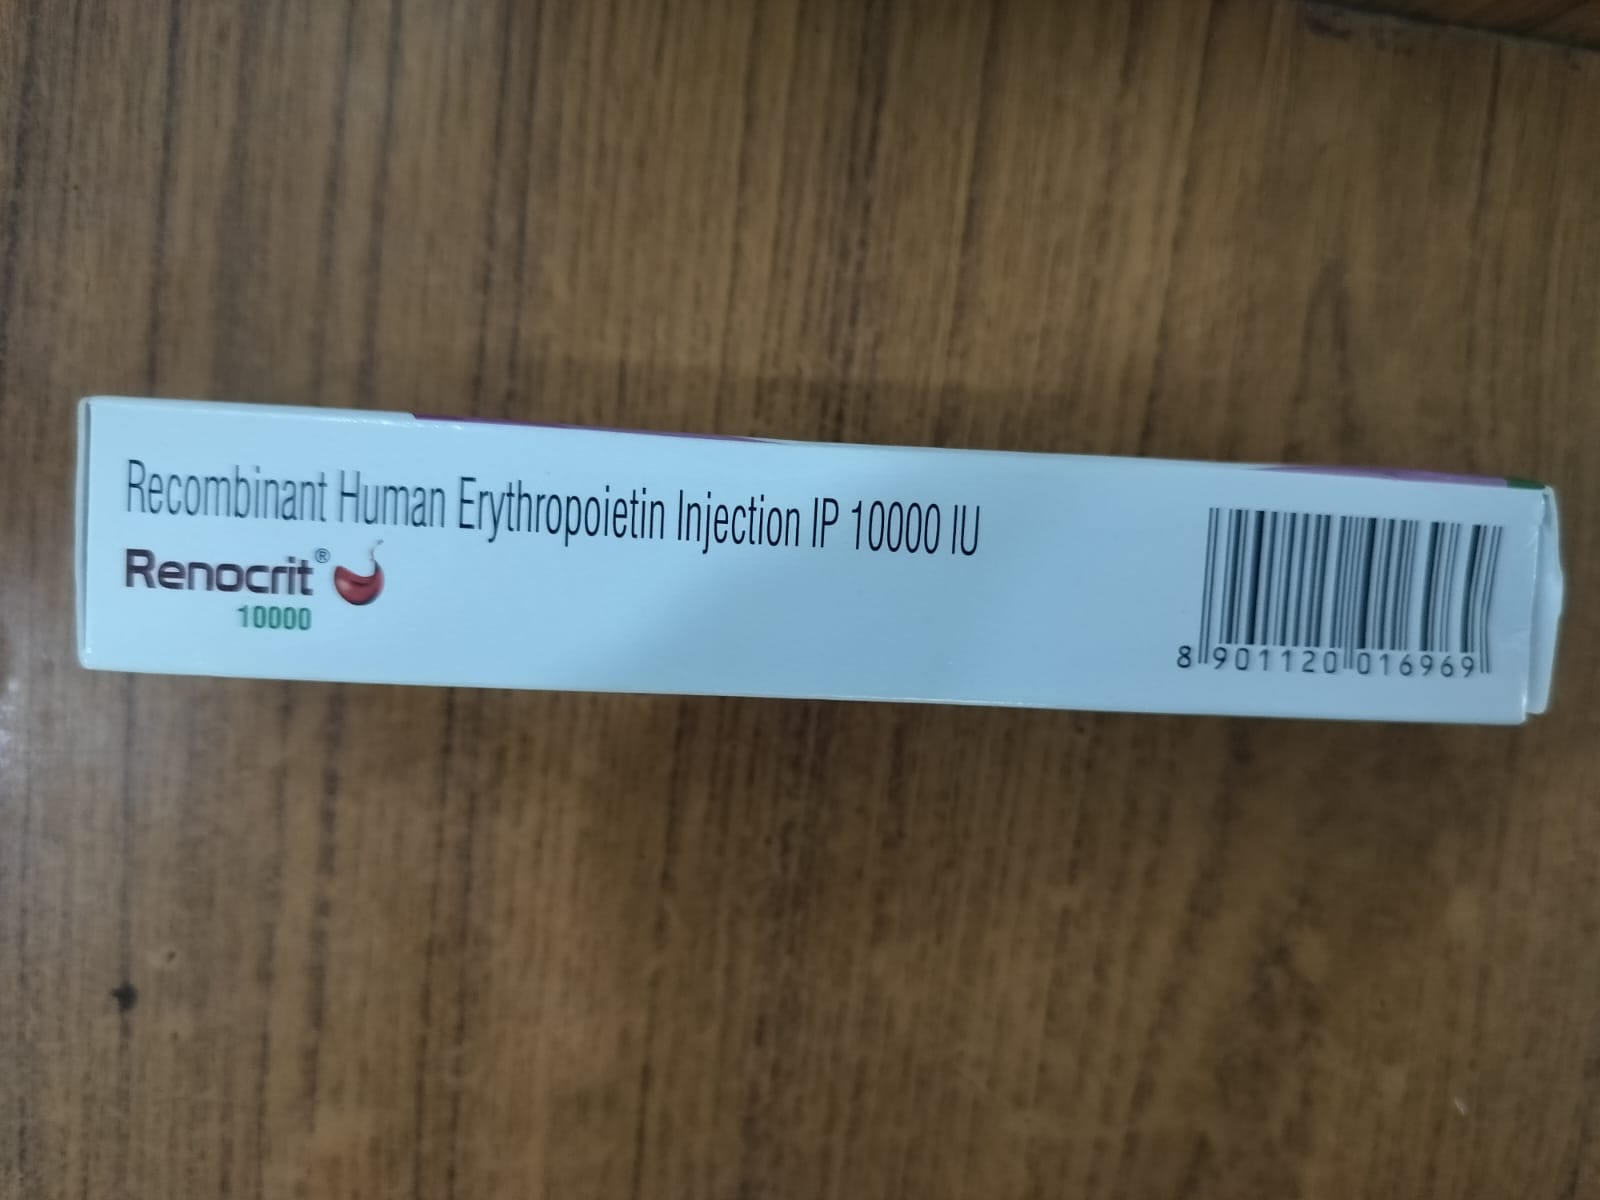 Recombinant Human Erythropoietin Injection IP 10000 IU
Renocrit®
10000
8 901120 016969